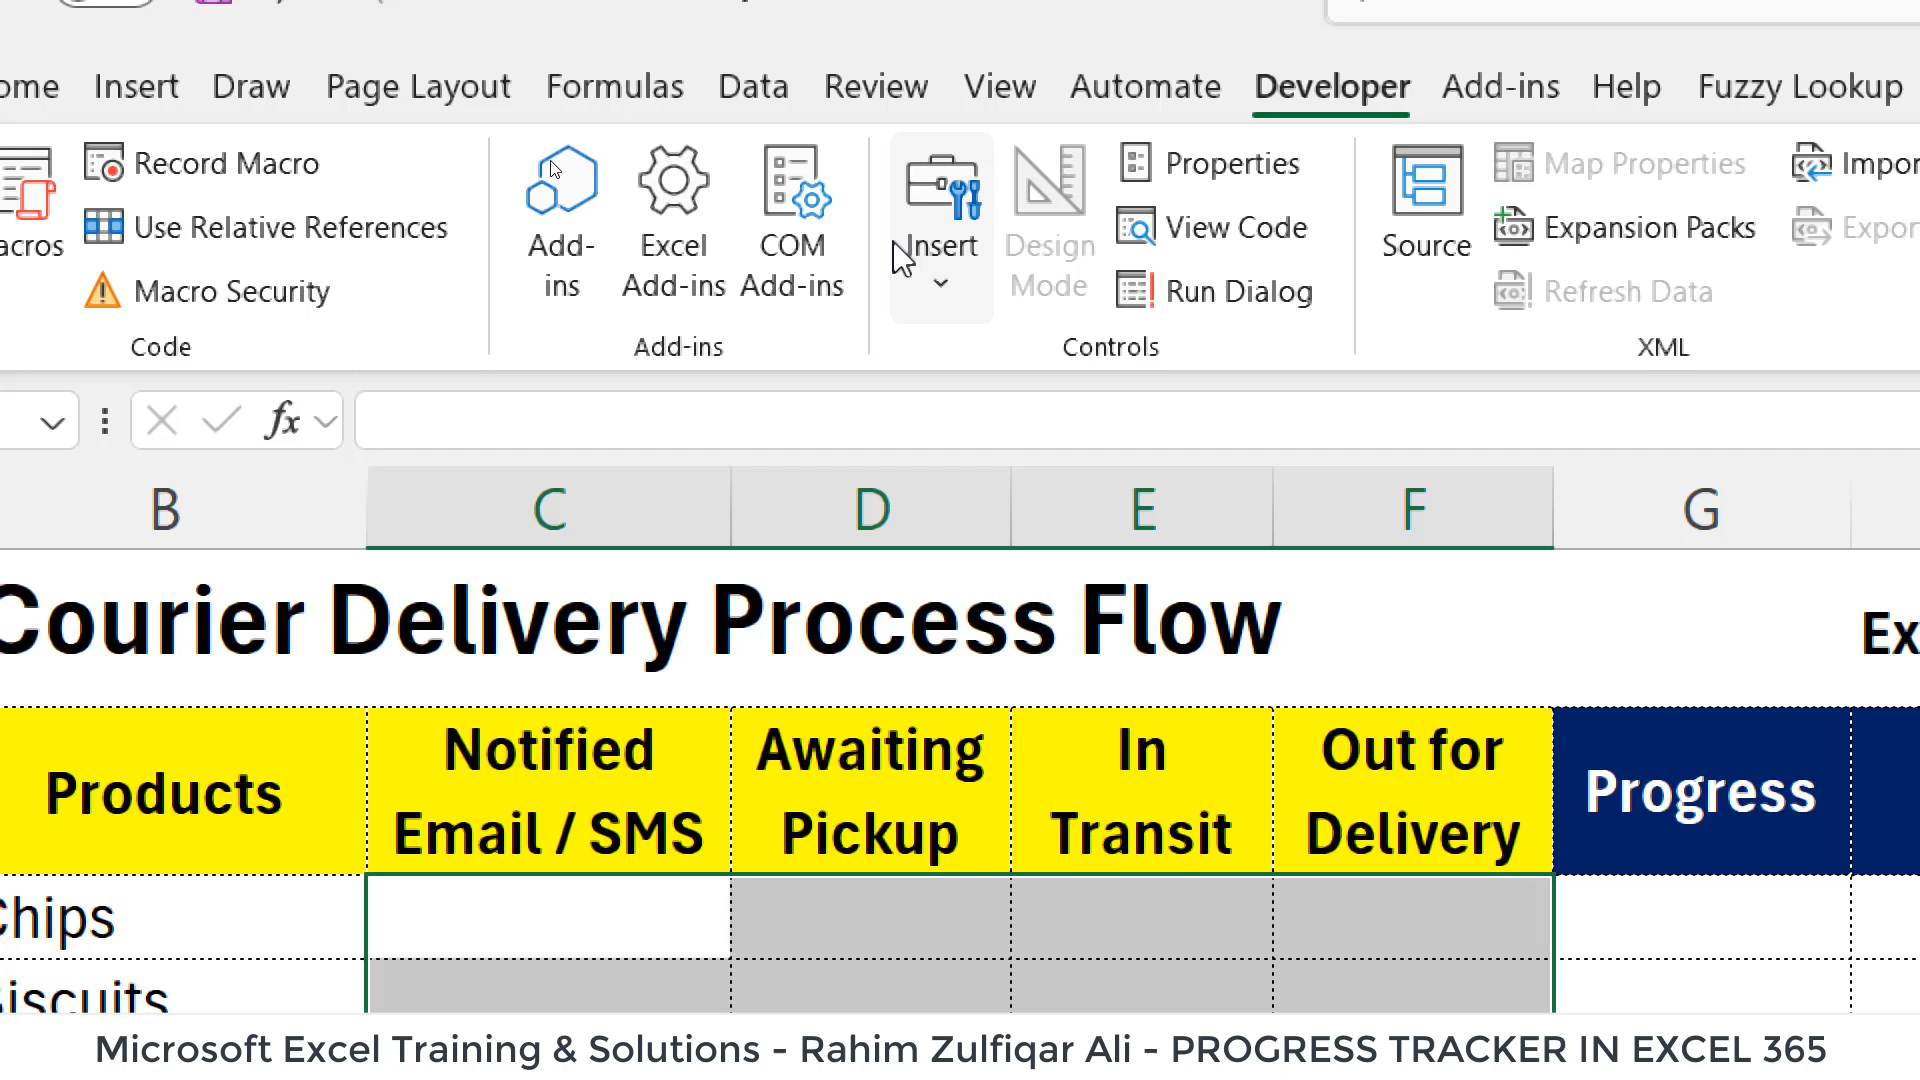 ome Insert Draw Page Layout Formulas Data Review View Automate Developer Add-ins Help Fuzzy Lookup
acros
Record Macro
Use Relative References
Macro Security
Code
Add-
ins
Excel
Add-ins
COM
Add-ins
Add-ins
Insert
Design
Mode
Properties
View Code
Run Dialog
Controls
Source
Map Properties
Expansion Packs
Refresh Data
Impor
Expor
XML
fx
B C D E F G
Courier Delivery Process Flow
Ex
Products
Notified
Email / SMS
Awaiting
Pickup
In
Transit
Out for
Delivery
Progress
Chips
Biscuits
Microsoft Excel Training & Solutions - Rahim Zulfiqar Ali - PROGRESS TRACKER IN EXCEL 365